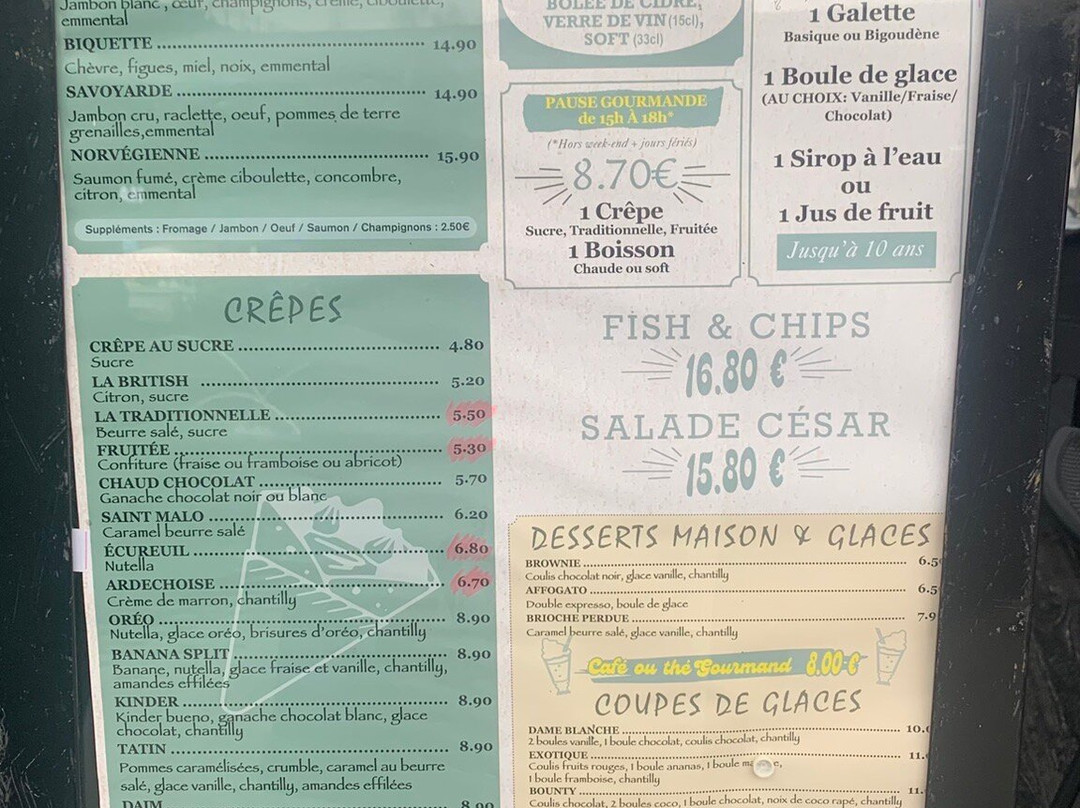 Jambon blanc, œuf, champignons, crème, ciboulette,
emmental
BIQUETTE 14.90
Chèvre, figues, miel, noix, emmental
SAVOYARDE 14.90
Jambon cru, raclette, oeuf, pommes de terre
grenailles,emmental
NORVÉGIENNE 15.90
Saumon fumé, crème ciboulette, concombre,
citron, emmental
Suppléments : Fromage / Jambon / Oeuf / Saumon / Champignons : 2.50€
CRÊPES
CRÊPE AU SUCRE 4.80
Sucre
LA BRITISH 5.20
Citron, sucre
LA TRADITIONNELLE 5.50
Beurre salé, sucre
FRUITÉE 5.30
Confiture (fraise ou framboise ou abricot)
CHAUD CHOCOLAT 5.70
Ganache chocolat noir ou blanc
SAINT MALO 6.20
Caramel beurre salé
ÉCUREUIL 6.80
Nutella
ARDECHOISE 6.70
Crème de marron, chantilly
ORÉO 8.90
Nutella, glace oréo, brisures d'oréo, chantilly
BANANA SPLIT 8.90
Banane, nutella, glace fraise et vanille, chantilly,
amandes effilées
KINDER 8.90
Kinder bueno, ganache chocolat blanc, glace
chocolat, chantilly
TATIN 8.90
Pommes caramélisées, crumble, caramel au beurre
salé, glace vanille, chantilly, amandes effilées
DAIM 8.90
BOLÉE DE CIDRE,
VERRE DE VIN (15cl),
SOFT (33cl)
PAUSE GOURMANDE
de 15h À 18h*
(*Hors week-end + jours fériés)
8.70€
1 Crêpe
Sucre, Traditionnelle, Fruitée
1 Boisson
Chaude ou soft
1 Galette
Basique ou Bigoudène
1 Boule de glace
(AU CHOIX: Vanille/Fraise/
Chocolat)
1 Sirop à l'eau
ou
1 Jus de fruit
Jusqu'à 10 ans
FISH & CHIPS
16.80 €
SALADE CÉSAR
15.80 €
DESSERTS MAISON & GLACES
BROWNIE 6.5
Coulis chocolat noir, glace vanille, chantilly
AFFOGATO 6.5
Double expresso, boule de glace
BRIOCHE PERDUE 7.9
Caramel beurre salé, glace vanille, chantilly
Café ou thé Gourmand 8.00 €
COUPES DE GLACES
DAME BLANCHE 10.
2 boules vanille, 1 boule chocolat, coulis chocolat, chantilly
EXOTIQUE 11.
Coulis fruits rouges, 1 boule ananas, 1 boule
1 boule framboise, chantilly
BOUNTY 11.
Coulis chocolat, 2 boules coco, 1 boule chocolat, noix de coco rapé, chantilly